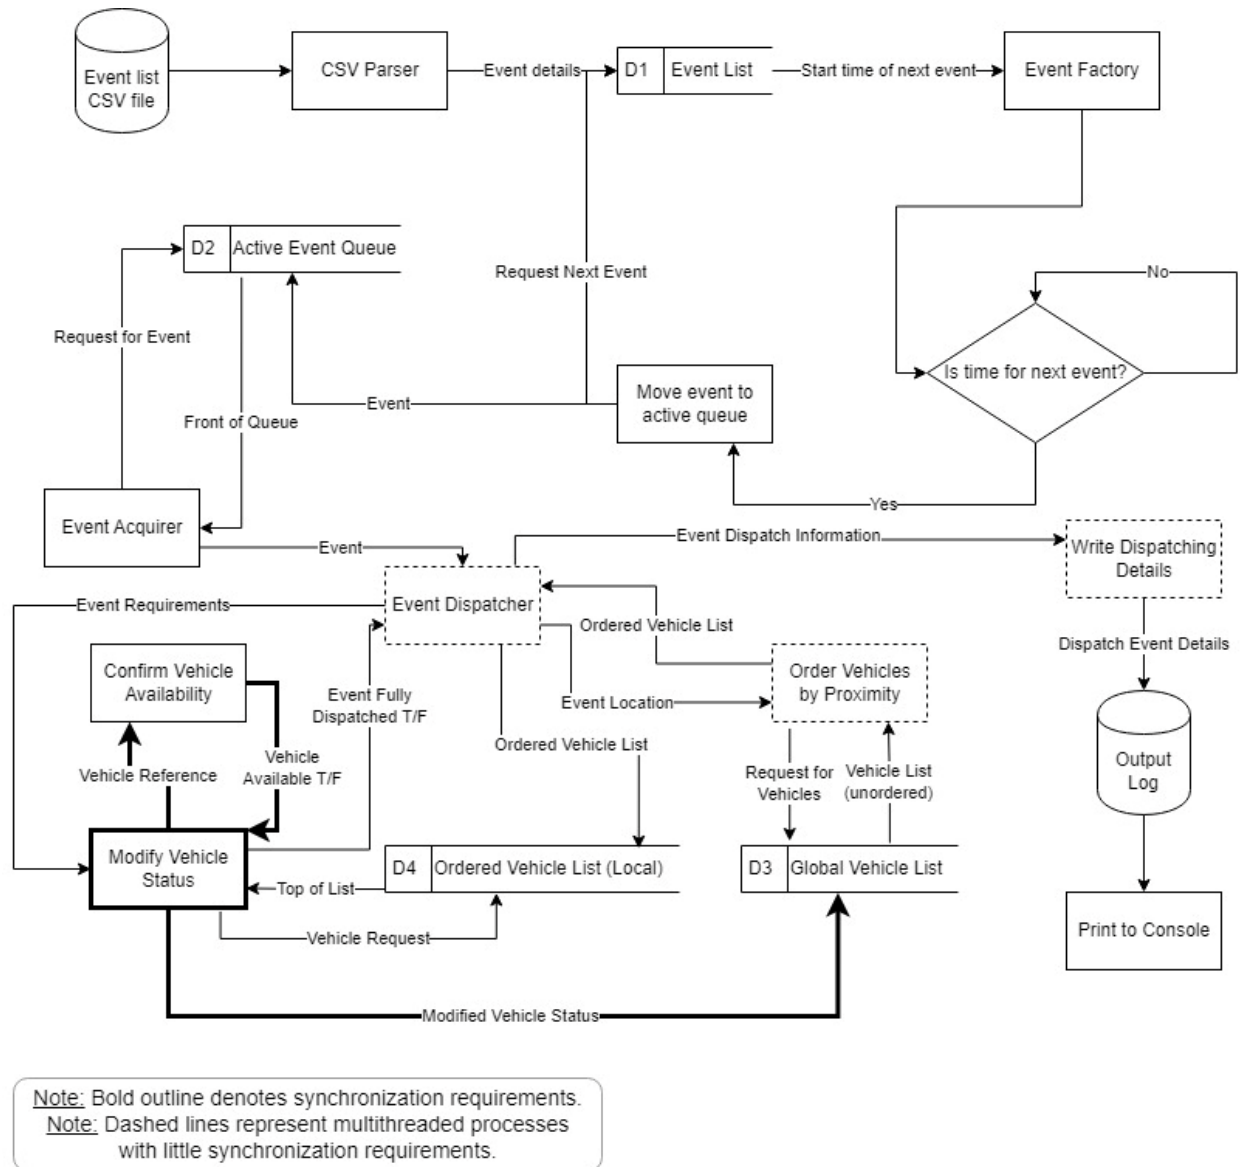 Event list
CSV file
CSV Parser
Event details
D1
Event List
Start time of next event
Event Factory
D2
Active Event Queue
Request Next Event
No
Request for Event
Is time for next event?
Move event to
active queue
Event
Front of Queue
Yes
Event Acquirer
Event
Event Dispatch Information
Write Dispatching
Details
Event Requirements
Event Dispatcher
Ordered Vehicle List
Dispatch Event Details
Confirm Vehicle
Availability
Event Fully
Dispatched T/F
Order Vehicles
by Proximity
Event Location
Ordered Vehicle List
Vehicle Reference
Vehicle
Available T/F
Request for
Vehicles
Vehicle List
(unordered)
Output
Log
Modify Vehicle
Status
D4
Ordered Vehicle List (Local)
D3
Global Vehicle List
Top of List
Vehicle Request
Print to Console
Modified Vehicle Status
Note: Bold outline denotes synchronization requirements.
Note: Dashed lines represent multithreaded processes
with little synchronization requirements.